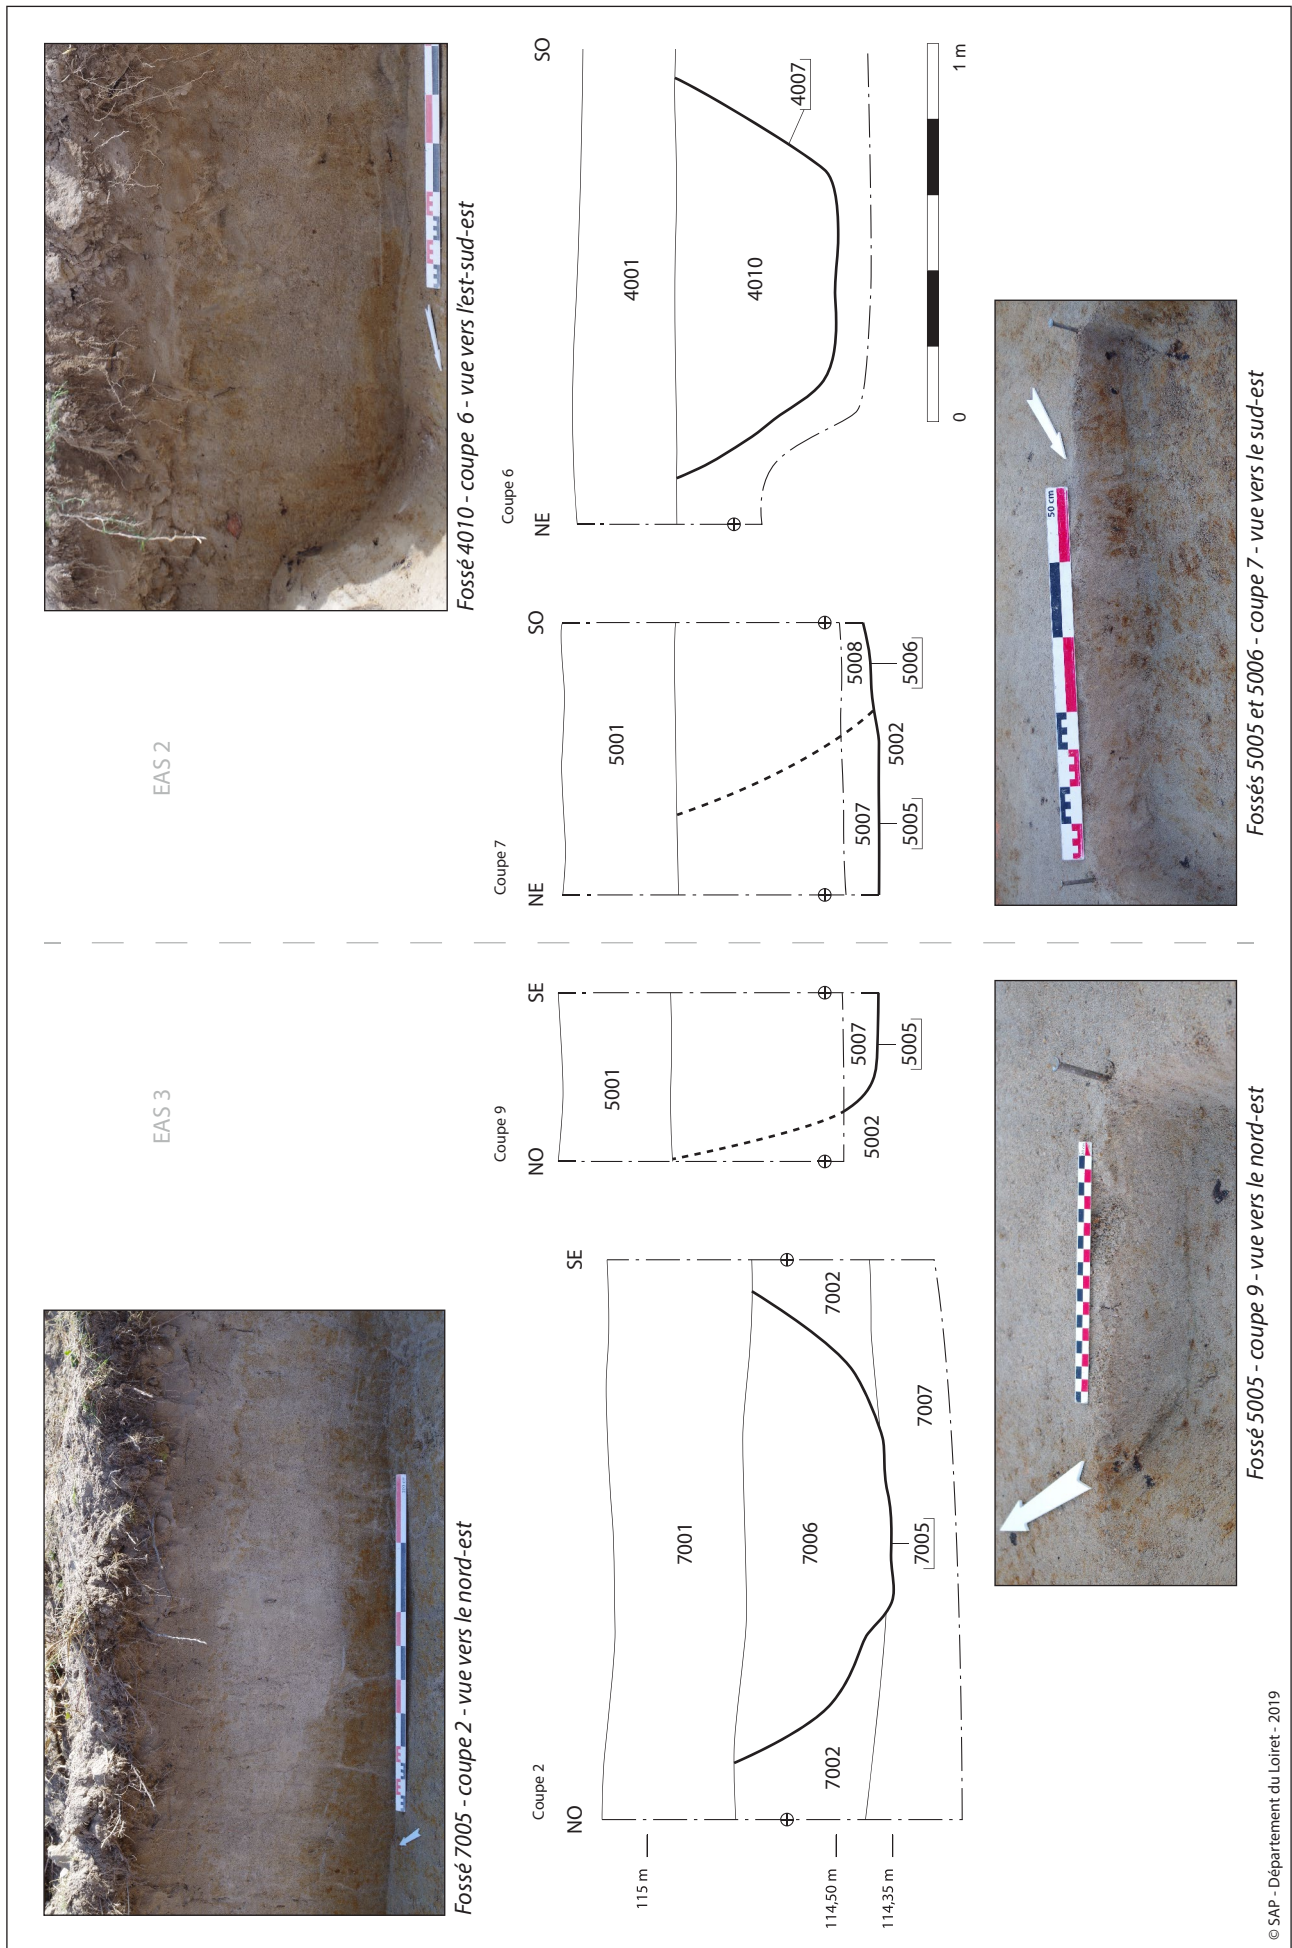 EAS 3
EAS 2
Fossé 7005 - coupe 2 - vue vers le nord-est
Fossé 4010 - coupe 6 - vue vers l'est-sud-est
Coupe 2
NO
SE
7001
7006
7002
7002
7007
7005
115 m
114,50 m
114,35 m
Coupe 9
NO
SE
5001
5007
5002
5005
Coupe 7
NE
SO
5001
5007
5008
5002
5005
5006
Coupe 6
NE
SO
4001
4010
4007
0
1 m
50 cm
Fossé 5005 - coupe 9 - vue vers le nord-est
Fossés 5005 et 5006 - coupe 7 - vue vers le sud-est
© SAP - Département du Loiret - 2019